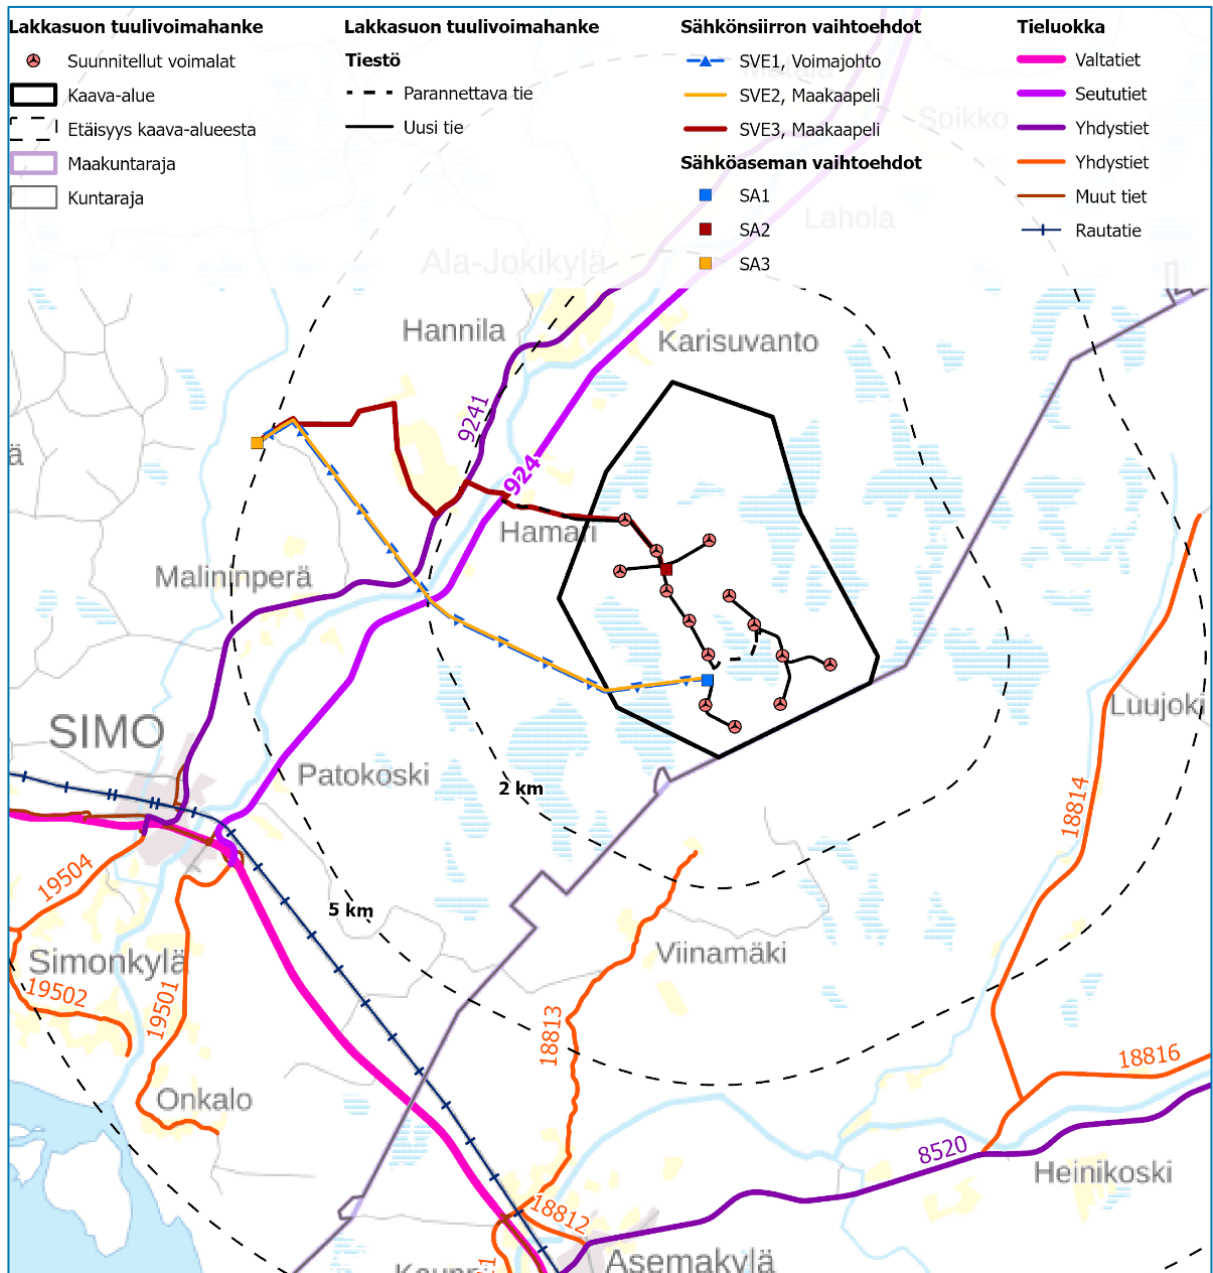 Lakkasuon tuulivoimahanke
Suunnitellut voimalat
Kaava-alue
Etäisyys kaava-alueesta
Maakuntaraja
Kuntaraja
Lakkasuon tuulivoimahanke
Tiestö
Parannettava tie
Uusi tie
Sähkönsiirron vaihtoehdot
SVE1, Voimajohto
SVE2, Maakaapeli
SVE3, Maakaapeli
Sähköaseman vaihtoehdot
SA1
SA2
SA3
Tieluokka
Valtatiet
Seututiet
Yhdystiet
Yhdystiet
Muut tiet
Rautatie
Soikko
Lahola
Ala-Jokikylä
Hannila
Karisuvanto
9241
924
Hamari
Malininperä
SIMO
Patokoski
2 km
5 km
Luujoki
18814
19504
Simonkylä
19502
19501
Viinamäki
18813
Onkalo
18816
8520
Heinikoski
18812
Asemakylä